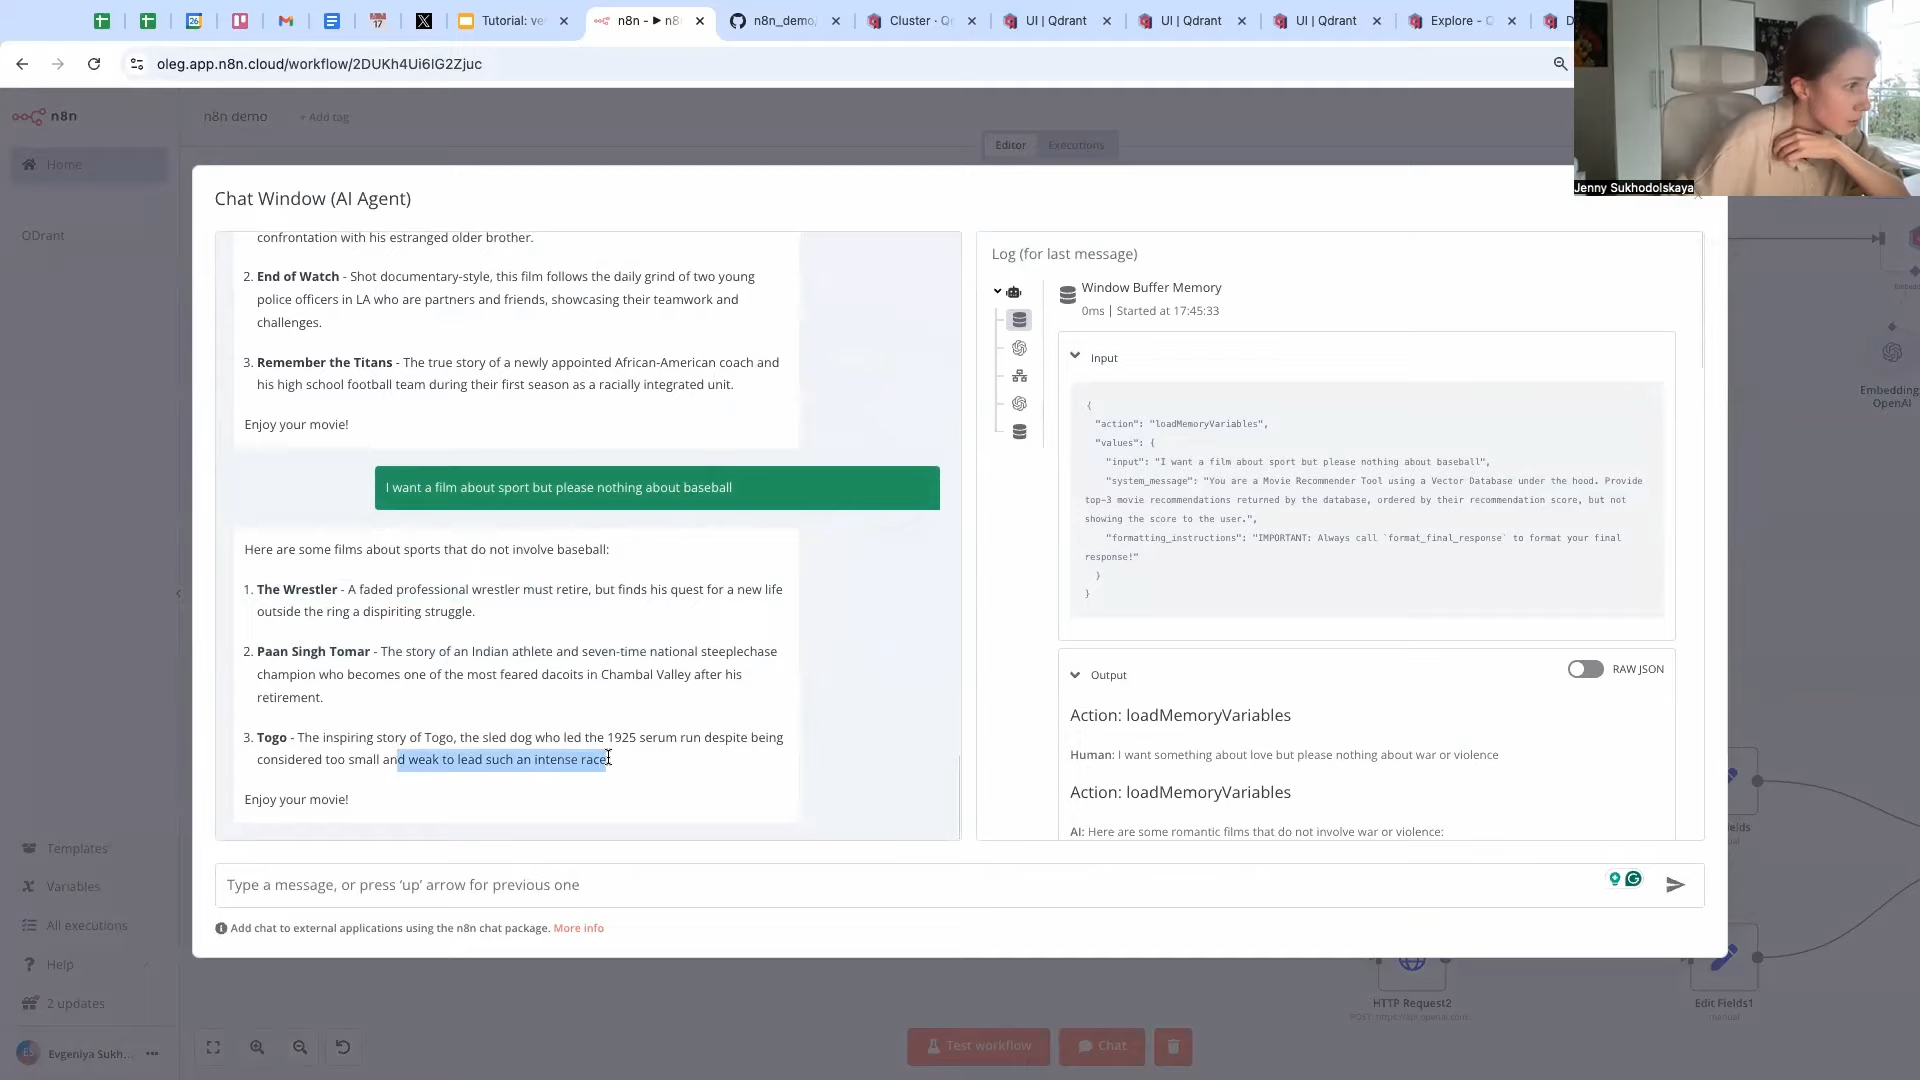 Tutorial: ve
n8n - ▶ n8
n8n_demo/
Cluster · Q
UI | Qdrant
UI | Qdrant
UI | Qdrant
Explore - Q
oleg.app.n8n.cloud/workflow/2DUKh4Ui6IG2Zjuc
Jenny Sukhodolskaya
n8n
n8n demo
+ Add tag
Editor
Executions
Home
QDrant
Chat Window (AI Agent)
confrontation with his estranged older brother.
2. End of Watch - Shot documentary-style, this film follows the daily grind of two young
police officers in LA who are partners and friends, showcasing their teamwork and
challenges.
3. Remember the Titans - The true story of a newly appointed African-American coach and
his high school football team during their first season as a racially integrated unit.
Enjoy your movie!
I want a film about sport but please nothing about baseball
Here are some films about sports that do not involve baseball:
1. The Wrestler - A faded professional wrestler must retire, but finds his quest for a new life
outside the ring a dispiriting struggle.
2. Paan Singh Tomar - The story of an Indian athlete and seven-time national steeplechase
champion who becomes one of the most feared dacoits in Chambal Valley after his
retirement.
3. Togo - The inspiring story of Togo, the sled dog who led the 1925 serum run despite being
considered too small and weak to lead such an intense race
Enjoy your movie!
Log (for last message)
Window Buffer Memory
0ms | Started at 17:45:33
Input
{
"action": "loadMemoryVariables",
"values": {
"input": "I want a film about sport but please nothing about baseball",
"system_message": "You are a Movie Recommender Tool using a Vector Database under the hood. Provide
top-3 movie recommendations returned by the database, ordered by their recommendation score, but not
showing the score to the user.",
"formatting_instructions": "IMPORTANT: Always call `format_final_response` to format your final
response!"
}
}
Output
RAW JSON
Action: loadMemoryVariables
Human: I want something about love but please nothing about war or violence
Action: loadMemoryVariables
AI: Here are some romantic films that do not involve war or violence:
Type a message, or press 'up' arrow for previous one
Add chat to external applications using the n8n chat package. More info
Embedding
OpenAI
Templates
Variables
All executions
Help
2 updates
Evgeniya Sukh...
Test workflow
Chat
HTTP Request2
POST: https://api.openai.com
Edit Fields1
manual